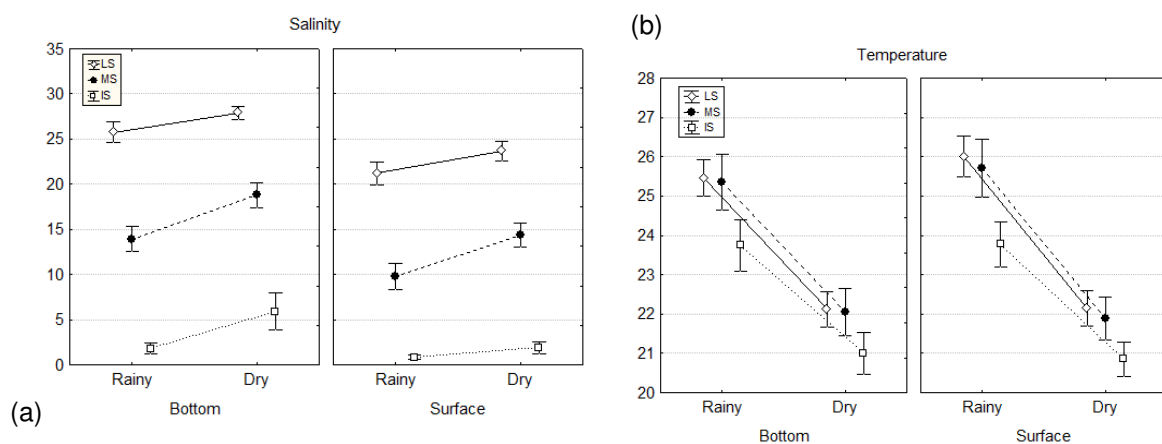 Salinity
35
30
25
20
15
10
5
0
LS
MS
IS
Rainy Dry
Bottom
Rainy Dry
Surface
(a)
(b)
Temperature
28
27
26
25
24
23
22
21
20
LS
MS
IS
Rainy Dry
Bottom
Rainy Dry
Surface